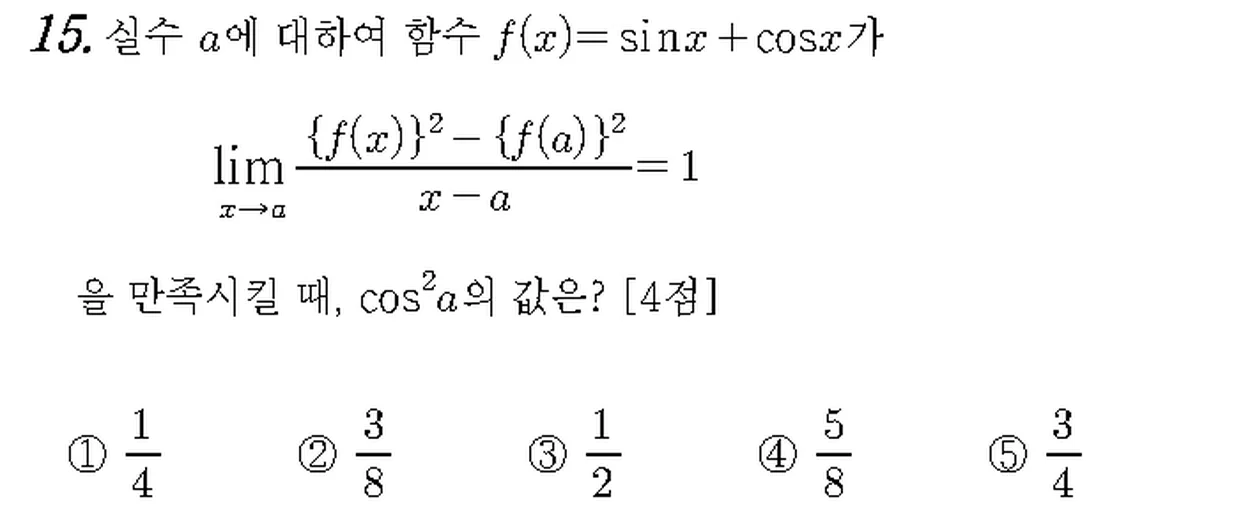 15. 실수 a에 대하여 함수 f(x)=sinx+cosx가
lim_{x→a} \frac{{f(x)}^2-{f(a)}^2}{x-a}=1
을 만족시킬 때, cos²a의 값은? [4점]
① 1/4 ② 3/8 ③ 1/2 ④ 5/8 ⑤ 3/4